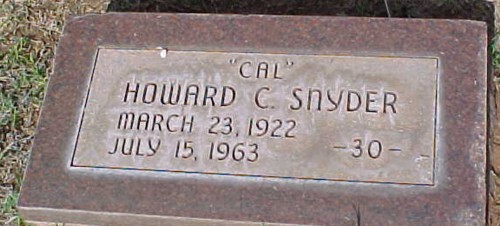 "CAL"
HOWARD C. SNYDER
MARCH 23, 1922
JULY 15, 1963 -30-